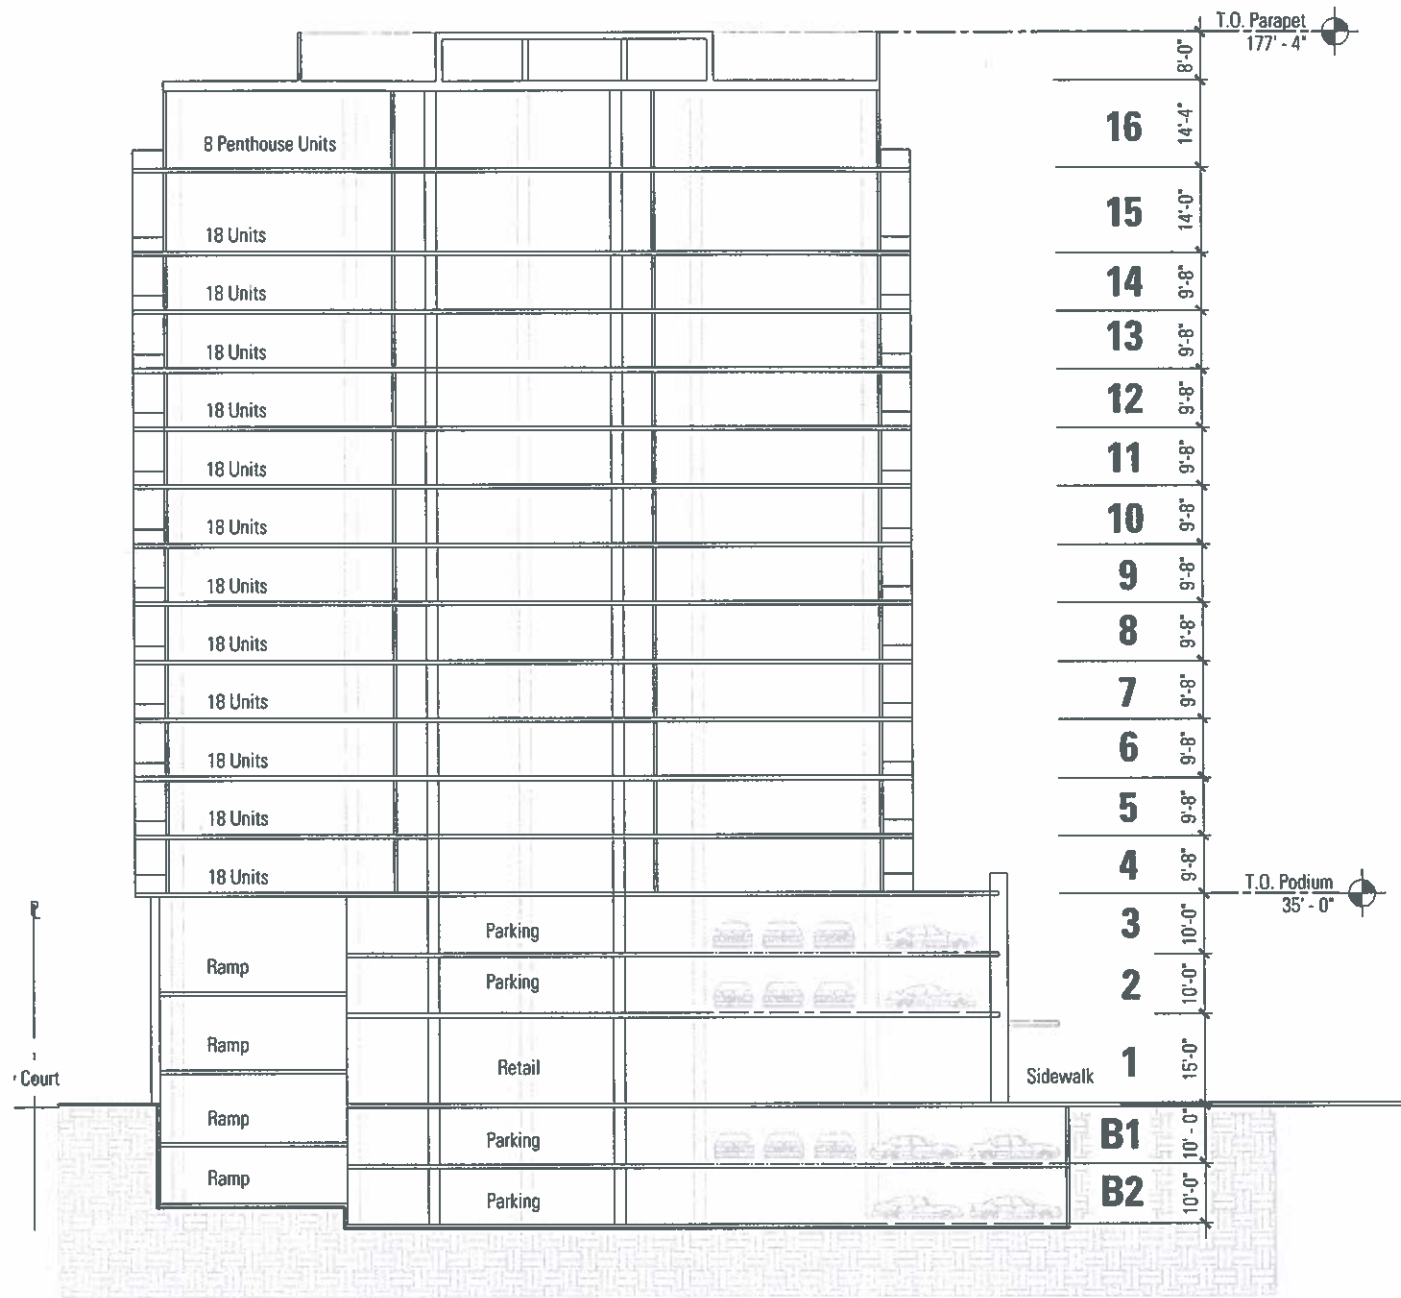 T.O. Parapet
177' - 4"
8'-0"
8 Penthouse Units
16
14'-4"
18 Units
15
14'-0"
18 Units
14
9'-8"
18 Units
13
9'-8"
18 Units
12
9'-8"
18 Units
11
9'-8"
18 Units
10
9'-8"
18 Units
9
9'-8"
18 Units
8
9'-8"
18 Units
7
9'-8"
18 Units
6
9'-8"
18 Units
5
9'-8"
18 Units
4
9'-8"
T.O. Podium
35' - 0"
Parking
3
10'-0"
Ramp
Parking
2
10'-0"
Ramp
Retail
1
15'-0"
Court
Sidewalk
Ramp
Parking
B1
10' - 0"
Ramp
Parking
B2
10'-0"